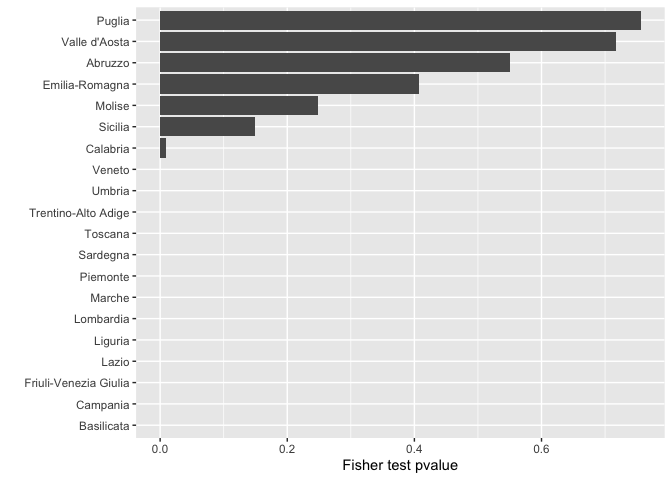 Puglia
Valle d'Aosta
Abruzzo
Emilia-Romagna
Molise
Sicilia
Calabria
Veneto
Umbria
Trentino-Alto Adige
Toscana
Sardegna
Piemonte
Marche
Lombardia
Liguria
Lazio
Friuli-Venezia Giulia
Campania
Basilicata
0.0 0.2 0.4 0.6
Fisher test pvalue